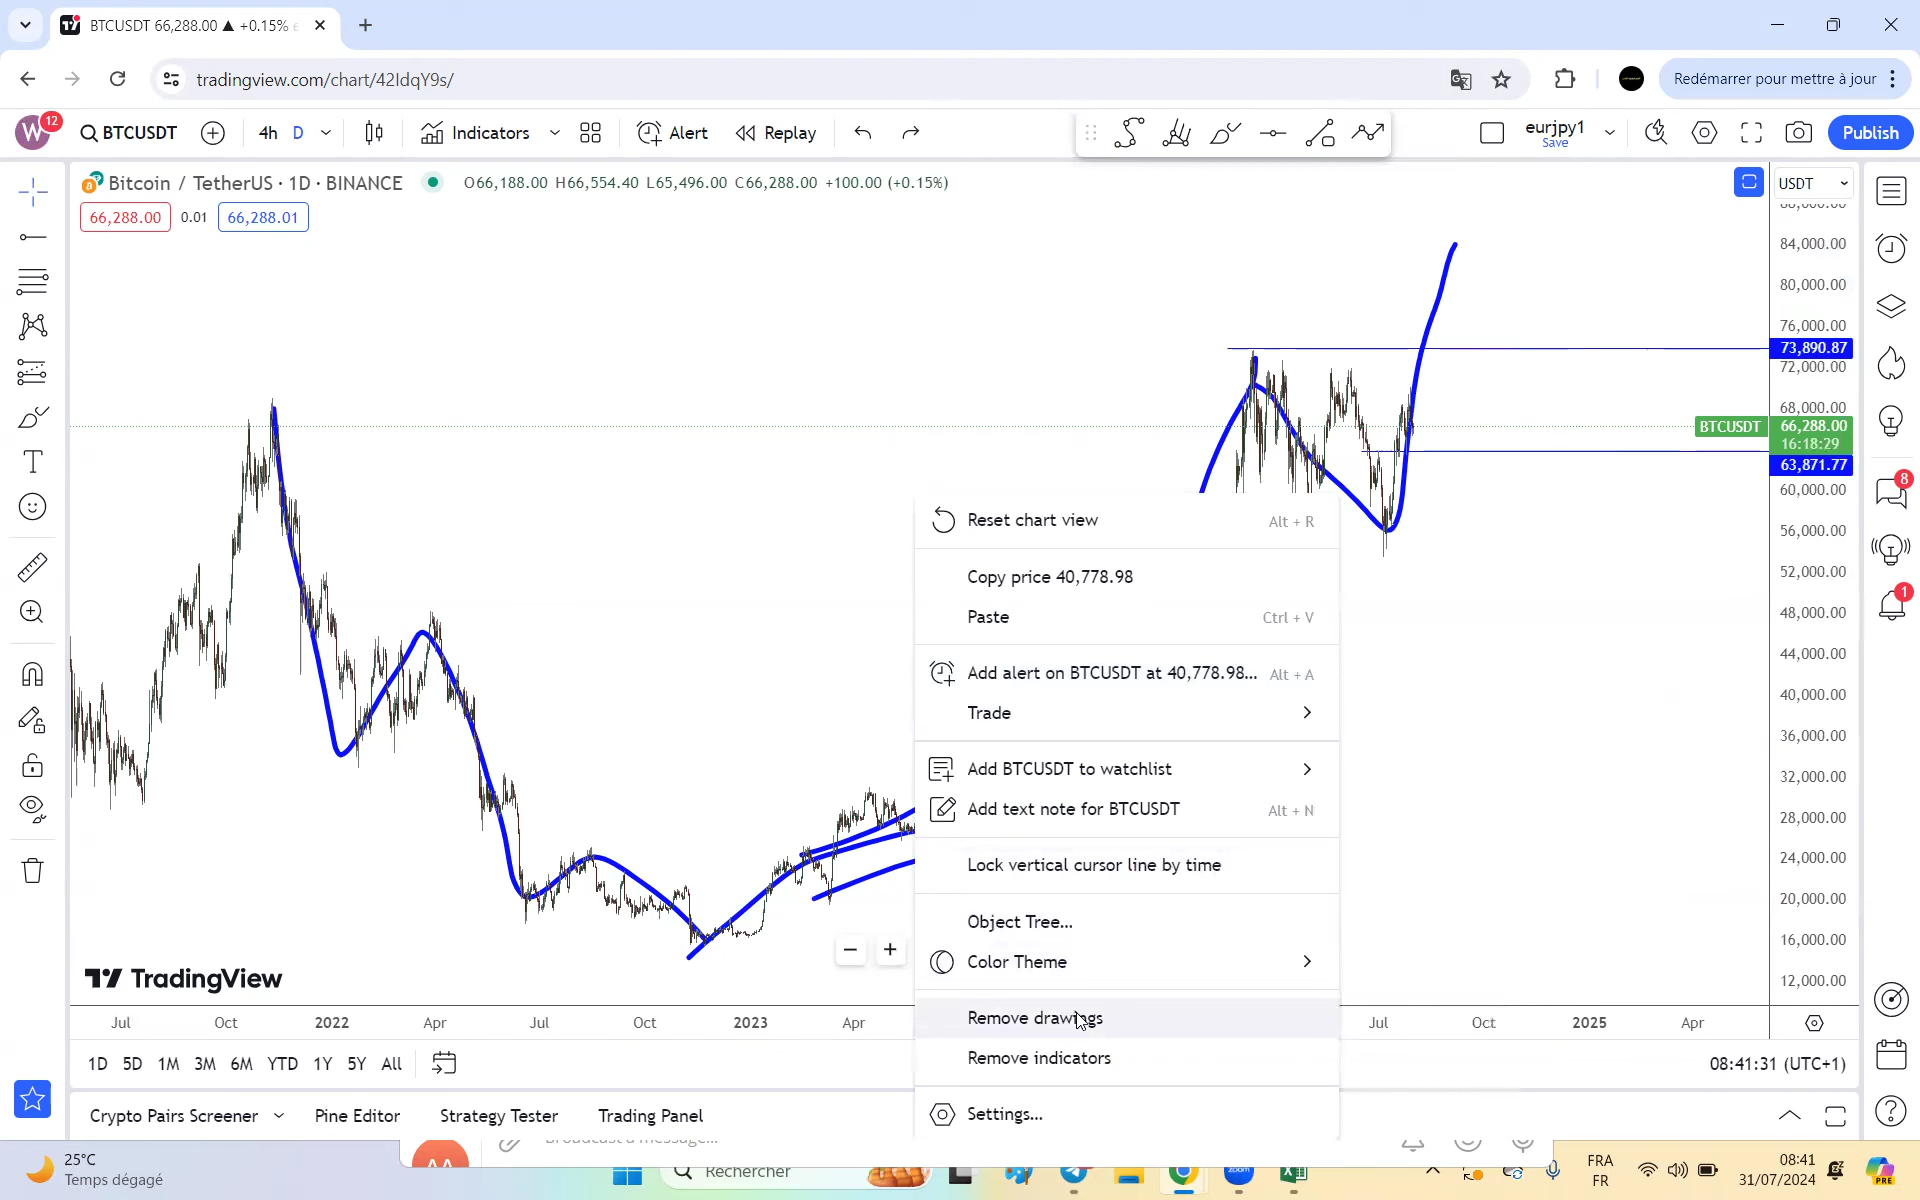 BTCUSDT 66,288.00 ▲ +0.15%
tradingview.com/chart/42IdqY9s/
Redémarrer pour mettre à jour
W 12 BTCUSDT 4h D Indicators Alert Replay eurjpy1 Save Publish
Bitcoin / TetherUS · 1D · BINANCE O66,188.00 H66,554.40 L65,496.00 C66,288.00 +100.00 (+0.15%)
USDT
66,288.00 0.01 66,288.01
84,000.00
80,000.00
76,000.00
73,890.87
72,000.00
68,000.00
BTCUSDT 66,288.00
16:18:29
63,871.77
60,000.00
56,000.00
52,000.00
48,000.00
44,000.00
40,000.00
36,000.00
32,000.00
28,000.00
24,000.00
20,000.00
16,000.00
12,000.00
8
1
Reset chart view Alt + R
Copy price 40,778.98
Paste Ctrl + V
Add alert on BTCUSDT at 40,778.98... Alt + A
Trade
Add BTCUSDT to watchlist
Add text note for BTCUSDT Alt + N
Lock vertical cursor line by time
Object Tree...
Color Theme
Remove drawings
Remove indicators
Settings...
TradingView
Jul Oct 2022 Apr Jul Oct 2023 Apr Jul Oct 2025 Apr
1D 5D 1M 3M 6M YTD 1Y 5Y All 08:41:31 (UTC+1)
Crypto Pairs Screener Pine Editor Strategy Tester Trading Panel
25°C
Temps dégagé
Rechercher
zoom
FRA
FR
08:41
31/07/2024
PRE